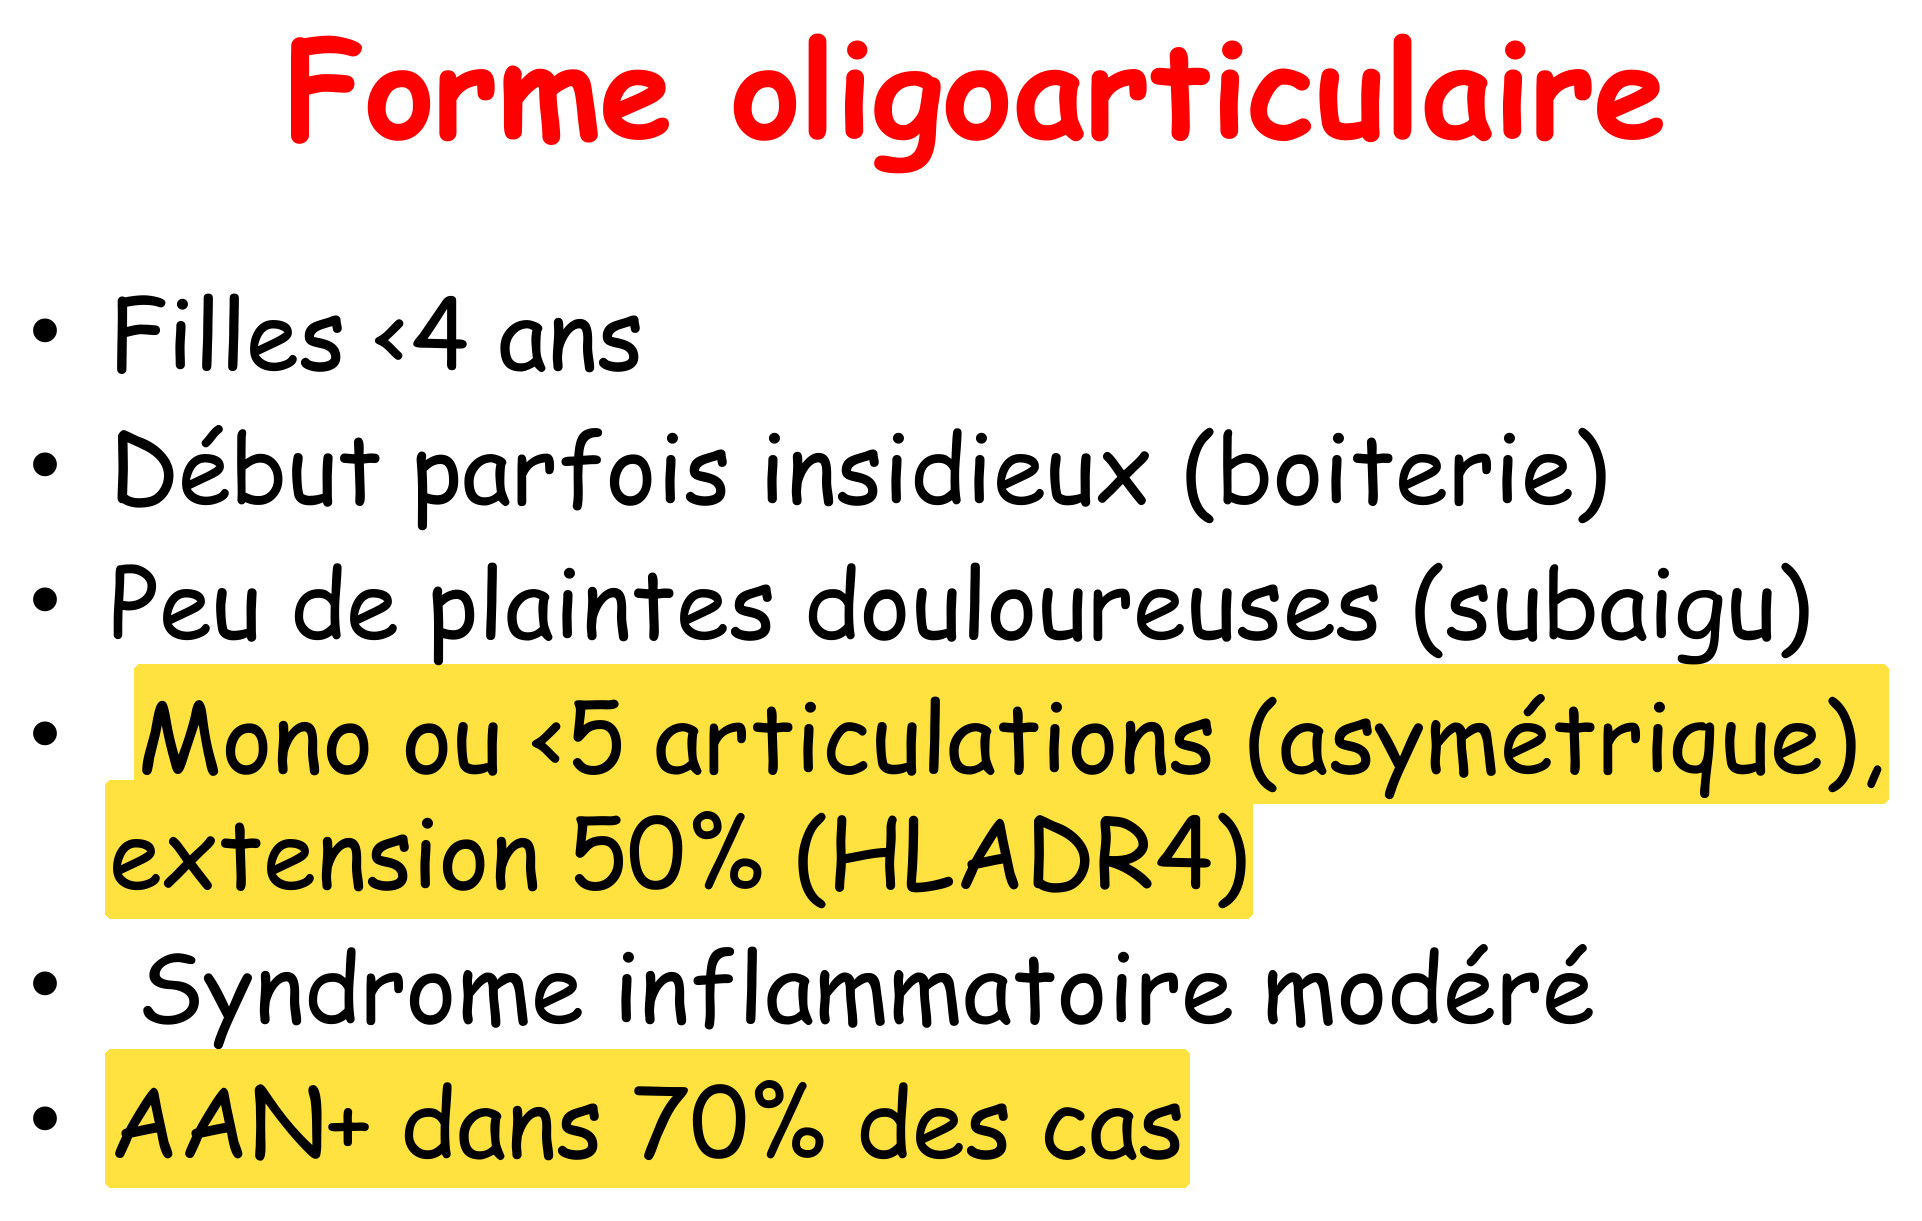 Forme oligoarticulaire
• Filles <4 ans
• Début parfois insidieux (boiterie)
• Peu de plaintes douloureuses (subaigu)
• Mono ou <5 articulations (asymétrique),
extension 50% (HLADR4)
• Syndrome inflammatoire modéré
• AAN+ dans 70% des cas